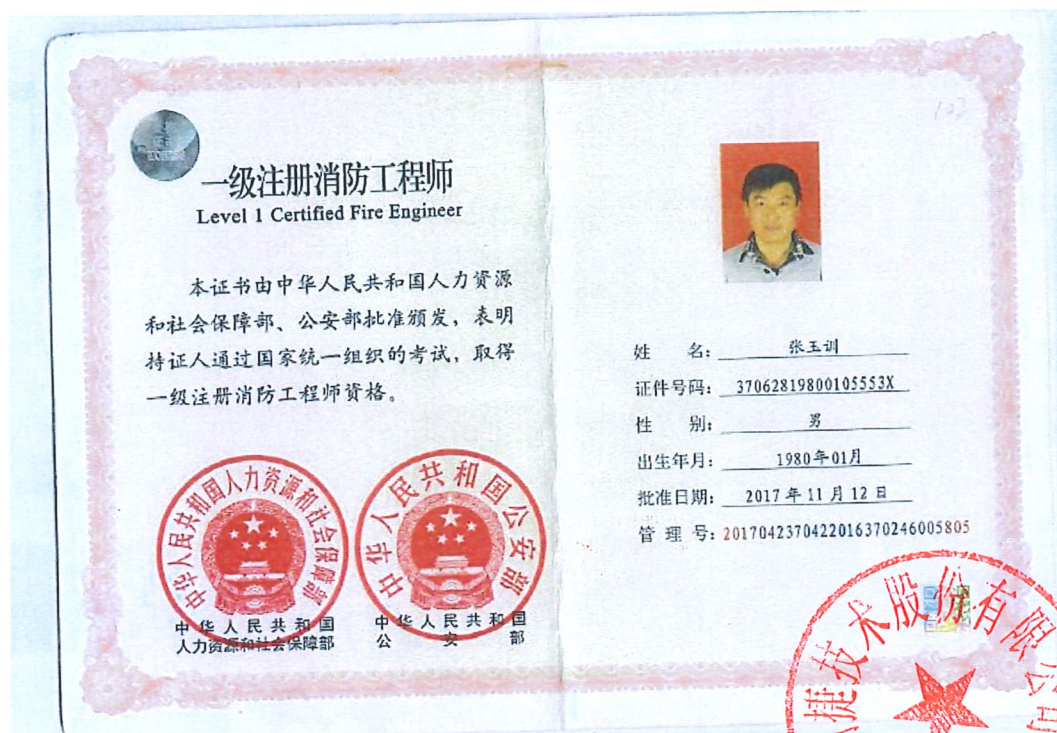 一级注册消防工程师
Level 1 Certified Fire Engineer
本证书由中华人民共和国人力资源
和社会保障部、公安部批准颁发，表明
持证人通过国家统一组织的考试，取得
一级注册消防工程师资格。
中华人民共和国人力资源和社会保障部
中华人民共和国公安部
中华人民共和国
人力资源和社会保障部
中华人民共和国
公安部
103
姓名：张玉训
证件号码：37062819800105553X
性别：男
出生年月：1980年01月
批准日期：2017年11月12日
管理号：2017042370422016370246005805
捷技术股份有限公司